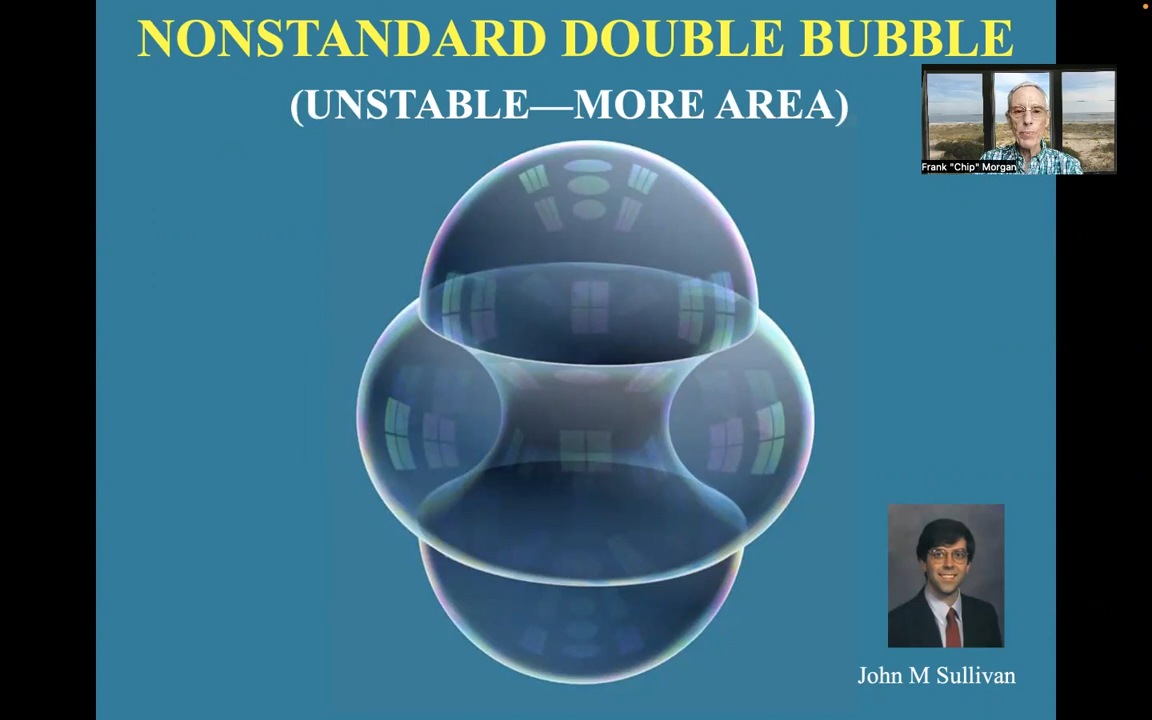 NONSTANDARD DOUBLE BUBBLE
(UNSTABLE—MORE AREA)
Frank "Chip" Morgan
John M Sullivan